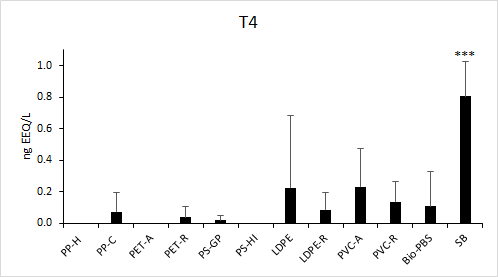 T4
***
ng EEQ/L
1.0
0.8
0.6
0.4
0.2
0.0
PP-H
PP-C
PET-A
PET-R
PS-GP
PS-HI
LDPE
LDPE-R
PVC-A
PVC-R
Bio-PBS
SB